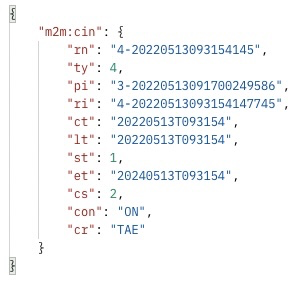 {
"m2m:cin": {
"rn": "4-20220513093154145",
"ty": 4,
"pi": "3-20220513091700249586",
"ri": "4-20220513093154147745",
"ct": "20220513T093154",
"lt": "20220513T093154",
"st": 1,
"et": "20240513T093154",
"cs": 2,
"con": "ON",
"cr": "TAE"
}
}